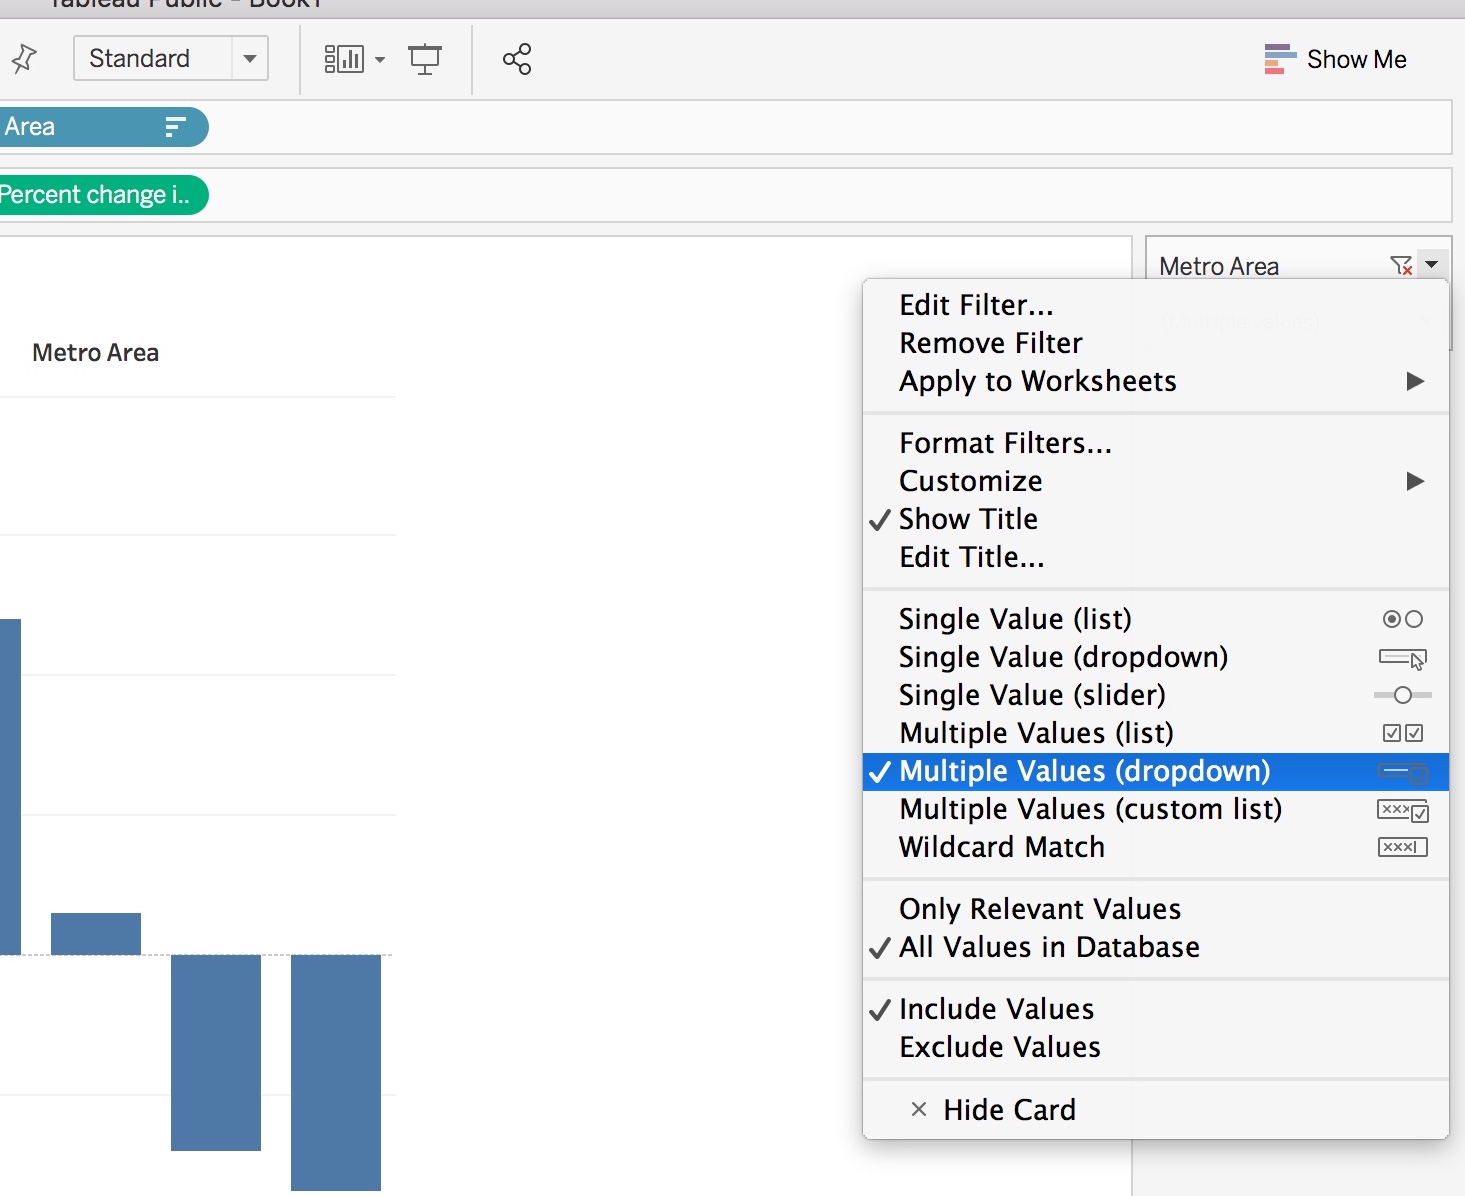 Tableau Public - Book1
Standard
Show Me
Area
Percent change i..
Metro Area
Metro Area
Edit Filter...
Remove Filter
Apply to Worksheets
Format Filters...
Customize
Show Title
Edit Title...
Single Value (list)
Single Value (dropdown)
Single Value (slider)
Multiple Values (list)
Multiple Values (dropdown)
Multiple Values (custom list)
Wildcard Match
Only Relevant Values
All Values in Database
Include Values
Exclude Values
Hide Card